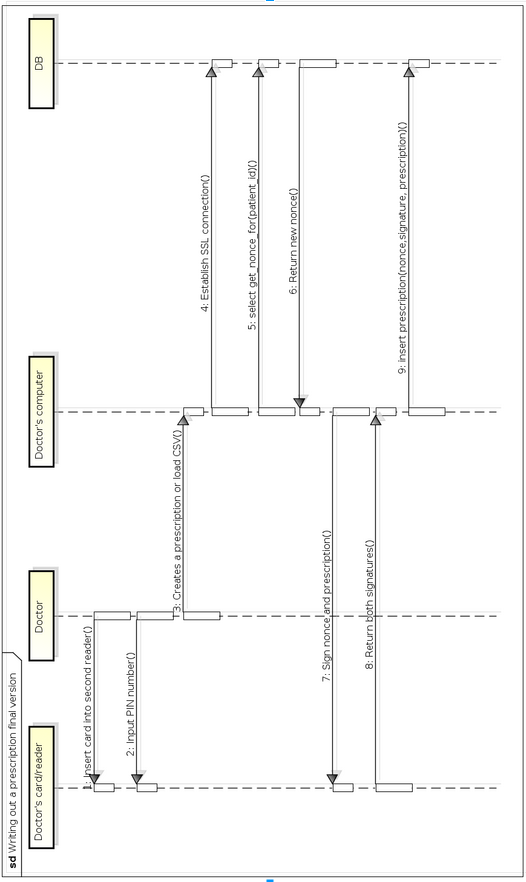 sd Writing out a prescription final version
Doctor's card/reader
Doctor
Doctor's computer
DB
1: Insert card into second reader()
2: Input PIN number()
3: Creates a prescription or load CSV()
4: Establish SSL connection()
5: select get_nonce_for(patient_id)()
6: Return new nonce()
7: Sign nonce and prescription()
8: Return both signatures()
9: insert prescription(nonce,signature, prescription)()